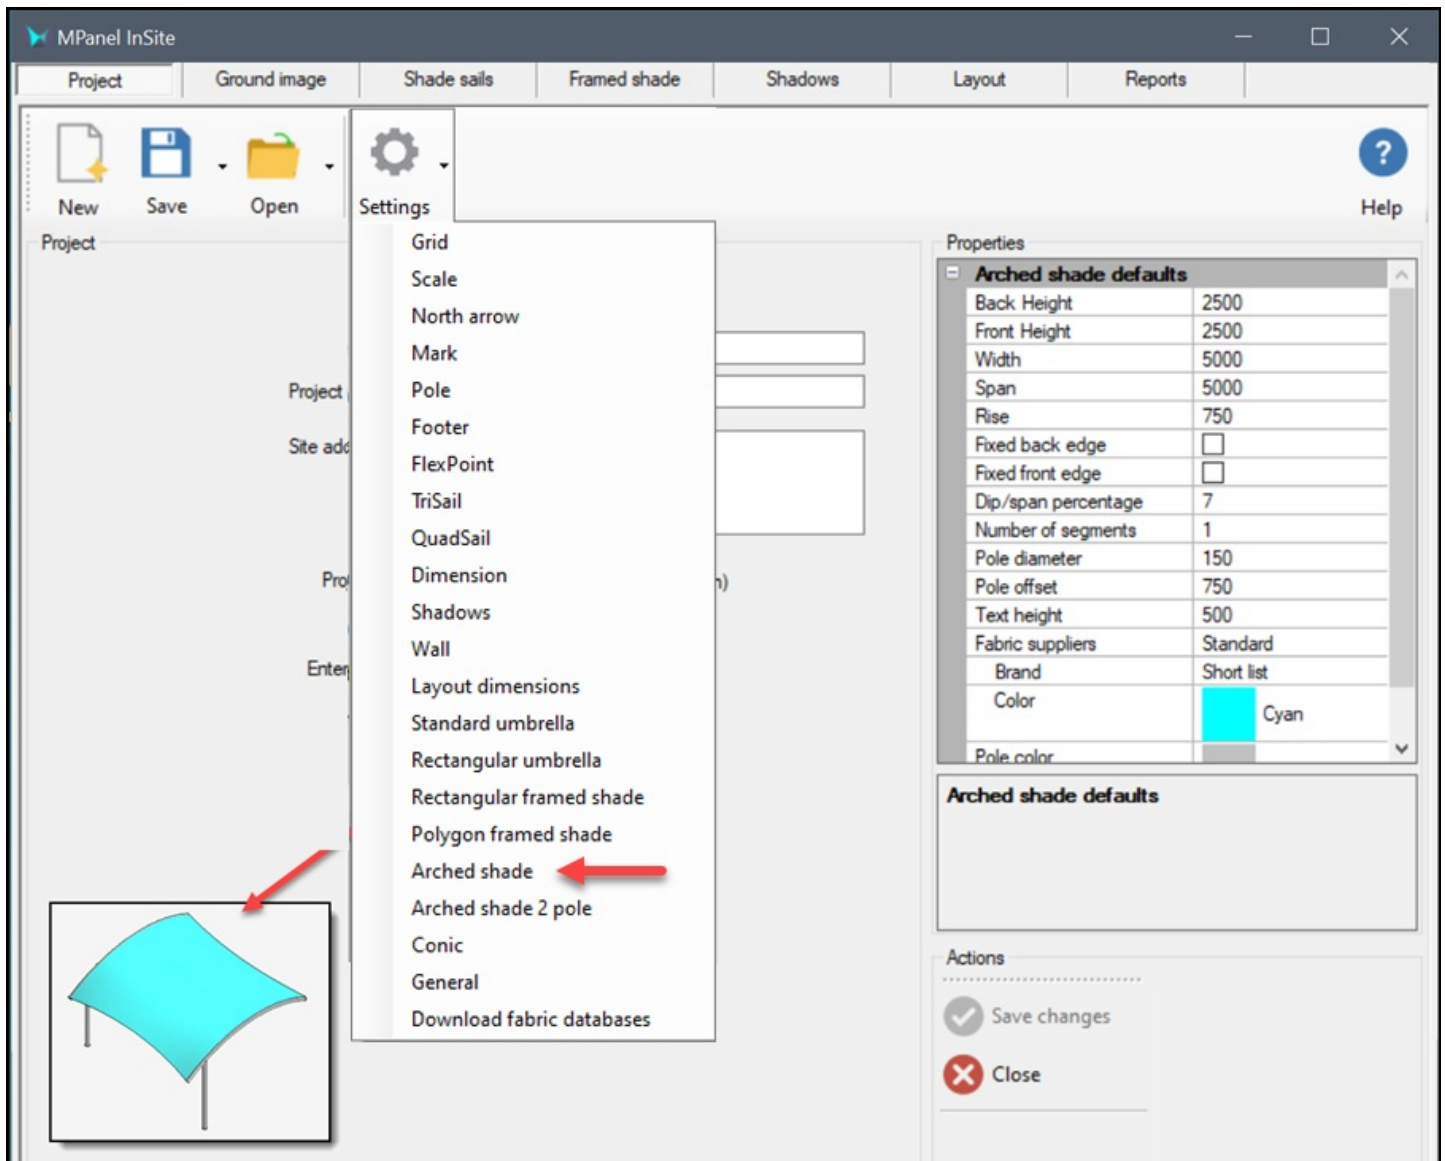 MPanel InSite
Project Ground image Shade sails Framed shade Shadows Layout Reports
New Save Open Settings Help
Project
Grid
Scale
North arrow
Mark
Project
Pole
Footer
Site add
FlexPoint
TriSail
QuadSail
Dimension
Shadows
Wall
Layout dimensions
Standard umbrella
Rectangular umbrella
Rectangular framed shade
Polygon framed shade
Arched shade
Arched shade 2 pole
Conic
General
Download fabric databases
Properties
Arched shade defaults
Back Height 2500
Front Height 2500
Width 5000
Span 5000
Rise 750
Fixed back edge
Fixed front edge
Dip/span percentage 7
Number of segments 1
Pole diameter 150
Pole offset 750
Text height 500
Fabric suppliers Standard
Brand Short list
Color Cyan
Pole color
Arched shade defaults
Actions
Save changes
Close